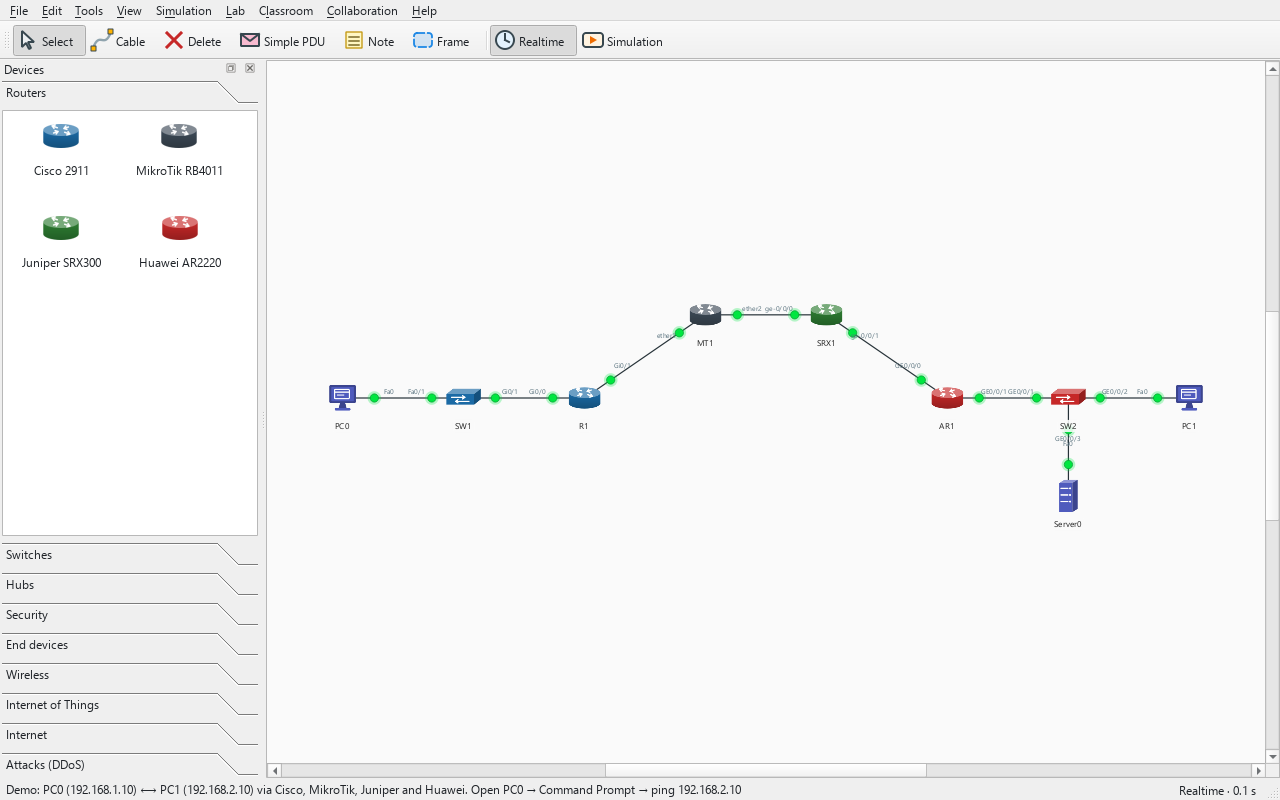 File Edit Tools View Simulation Lab Classroom Collaboration Help
Select Cable Delete Simple PDU Note Frame Realtime Simulation
Devices
Routers
Cisco 2911 MikroTik RB4011
Juniper SRX300 Huawei AR2220
Switches
Hubs
Security
End devices
Wireless
Internet of Things
Internet
Attacks (DDoS)
ether2 ge-0/0/0
MT1 SRX1
Fa0 Fa0/1 Gi0/1 Gi0/0 GE0/0/1 GE0/0/1 GE0/0/2 Fa0
PC0 SW1 R1 AR1 SW2 PC1
GE0/0/3
Fa0
Server0
Demo: PC0 (192.168.1.10) ⟷ PC1 (192.168.2.10) via Cisco, MikroTik, Juniper and Huawei. Open PC0 → Command Prompt → ping 192.168.2.10
Realtime · 0.1 s